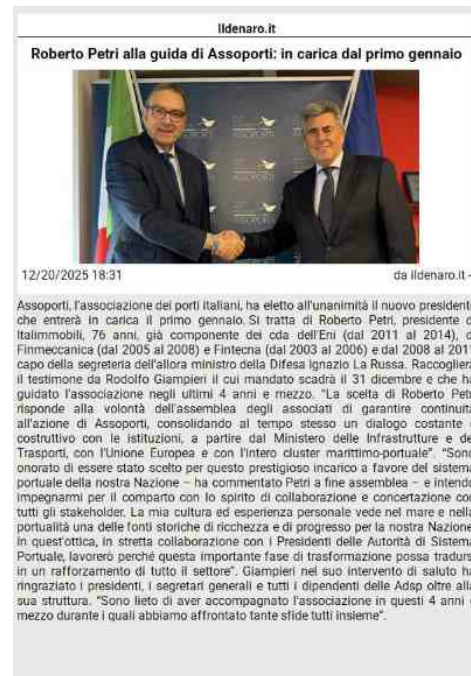 Ildenaro.it
Roberto Petri alla guida di Assoporti: in carica dal primo gennaio
ASSOPORTI
ASSOPORTI
12/20/2025 18:31
da ildenaro.it -
Assoporti, l'associazione dei porti italiani, ha eletto all'unanimità il nuovo presidente
che entrerà in carica il primo gennaio. Si tratta di Roberto Petri, presidente d
Italimmobili, 76 anni, già componente dei cda dell'Eni (dal 2011 al 2014), d
Finmeccanica (dal 2005 al 2008) e Fintecna (dal 2003 al 2006) e dal 2008 al 2011
capo della segreteria dell'allora ministro della Difesa Ignazio La Russa. Raccoglierà
il testimone da Rodolfo Giampieri il cui mandato scadrà il 31 dicembre e che ha
guidato l'associazione negli ultimi 4 anni e mezzo. "La scelta di Roberto Petri
risponde alla volontà dell'assemblea degli associati di garantire continuità
all'azione di Assoporti, consolidando al tempo stesso un dialogo costante
costruttivo con le istituzioni, a partire dal Ministero delle Infrastrutture e de
Trasporti, con l'Unione Europea e con l'intero cluster marittimo-portuale". "Sono
onorato di essere stato scelto per questo prestigioso incarico a favore del sistema
portuale della nostra Nazione – ha commentato Petri a fine assemblea – e intendo
impegnarmi per il comparto con lo spirito di collaborazione e concertazione con
tutti gli stakeholder. La mia cultura ed esperienza personale vede nel mare e nella
portualità una delle fonti storiche di ricchezza e di progresso per la nostra Nazione
In quest'ottica, in stretta collaborazione con i Presidenti delle Autorità di Sistema
Portuale, lavorerò perché questa importante fase di trasformazione possa tradurs
in un rafforzamento di tutto il settore". Giampieri nel suo intervento di saluto ha
ringraziato i presidenti, i segretari generali e tutti i dipendenti delle Adsp oltre alla
sua struttura. "Sono lieto di aver accompagnato l'associazione in questi 4 anni
mezzo durante i quali abbiamo affrontato tante sfide tutti insieme".